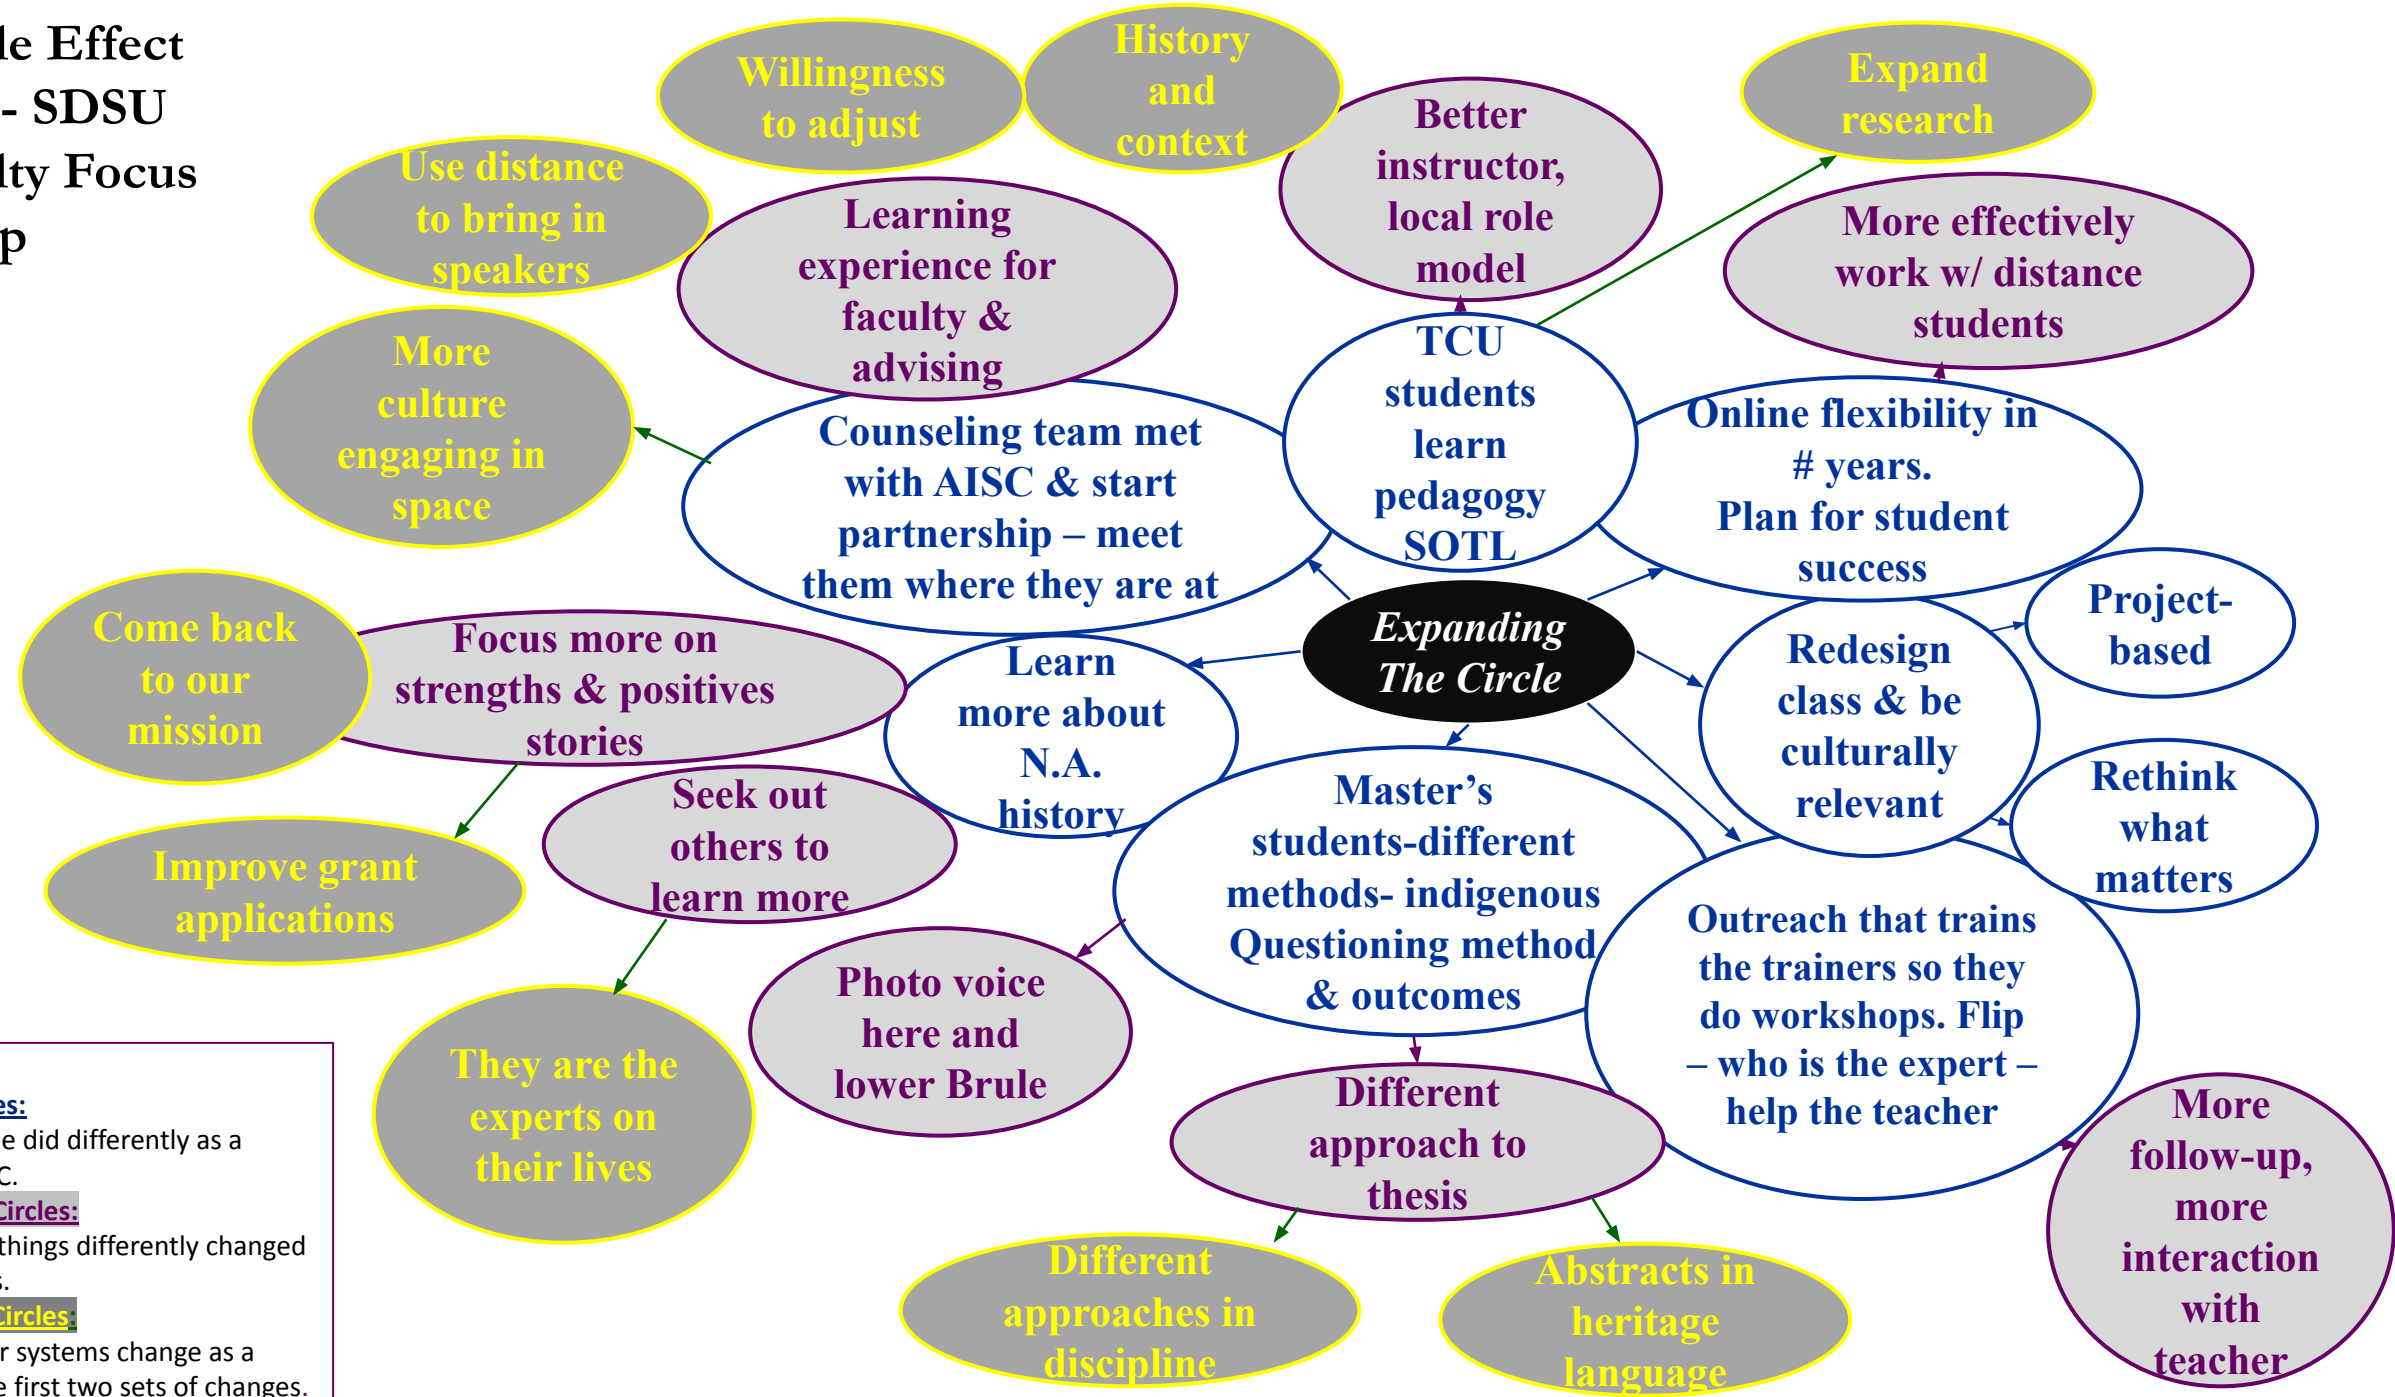 le Effect
- SDSU
lty Focus
p
Willingness
to adjust
History
and
context
Expand
research
Use distance
to bring in
speakers
Better
instructor,
local role
model
Learning
experience for
faculty &
advising
More effectively
work w/ distance
students
More
culture
engaging in
space
TCU
students
learn
pedagogy
SOTL
Counseling team met
with AISC & start
partnership – meet
them where they are at
Online flexibility in
# years.
Plan for student
success
Project-
based
Come back
to our
mission
Focus more on
strengths & positives
stories
Learn
more about
N.A.
history
Expanding
The Circle
Redesign
class & be
culturally
relevant
Rethink
what
matters
Improve grant
applications
Seek out
others to
learn more
Master’s
students-different
methods- indigenous
Questioning method
& outcomes
Outreach that trains
the trainers so they
do workshops. Flip
– who is the expert –
help the teacher
They are the
experts on
their lives
Photo voice
here and
lower Brule
Different
approach to
thesis
More
follow-up,
more
interaction
with
teacher
Different
approaches in
discipline
Abstracts in
heritage
language
es:
e did differently as a
C.
Circles:
things differently changed
s.
Circles:
r systems change as a
e first two sets of changes.